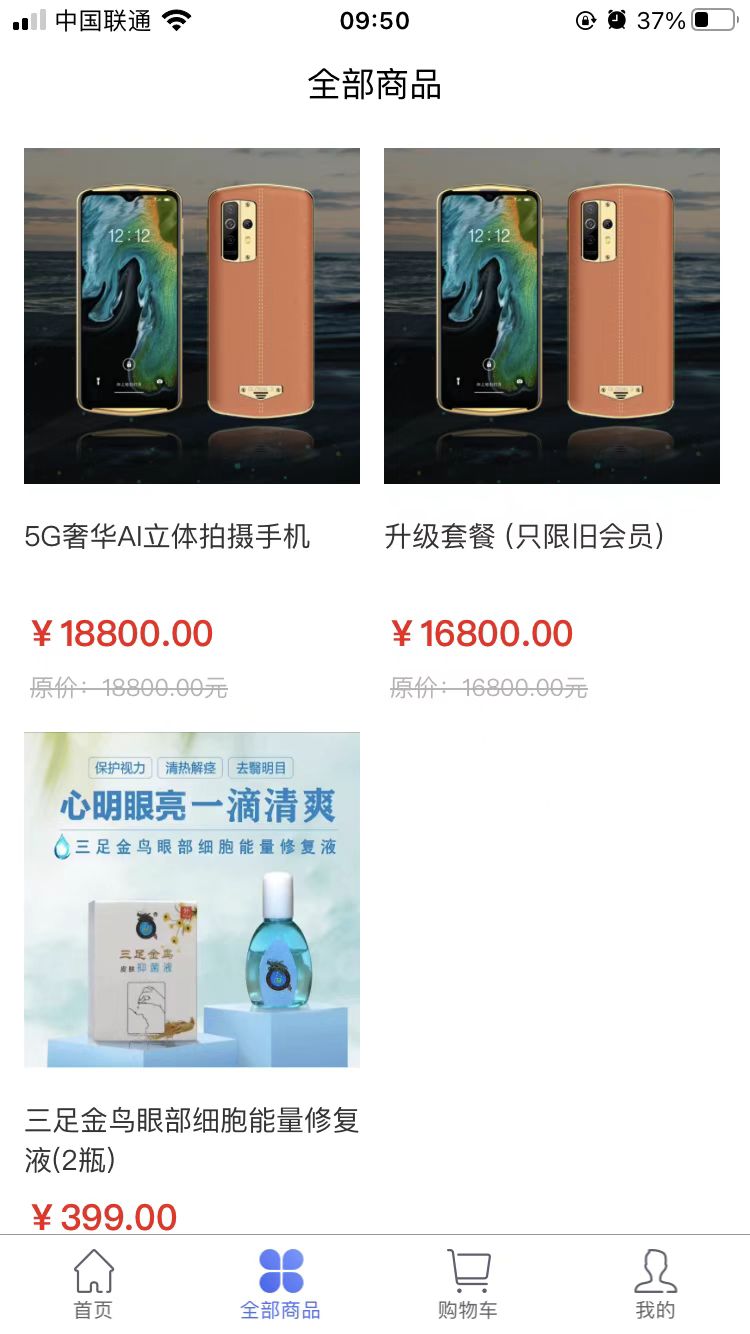 中国联通
09:50
37%
全部商品
12:12
12:12
5G奢华AI立体拍摄手机
升级套餐 (只限旧会员)
¥18800.00
¥16800.00
原价：18800.00元
原价：16800.00元
保护视力 清热解痉 去翳明目
心明眼亮一滴清爽
三足金鸟眼部细胞能量修复液
三足金鸟
皮肤抑菌液
三足金鸟眼部细胞能量修复
液(2瓶)
¥399.00
首页
全部商品
购物车
我的